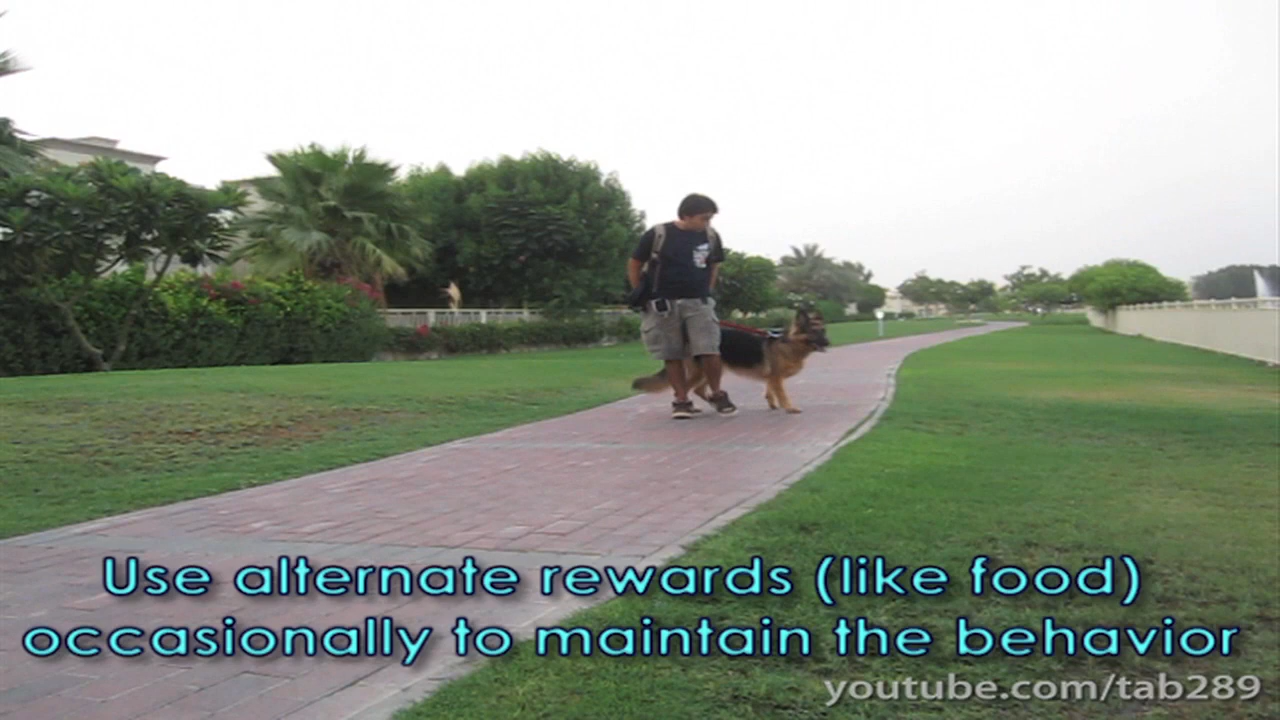 Use alternate rewards (like food)
occasionally to maintain the behavior
youtube.com/tab289